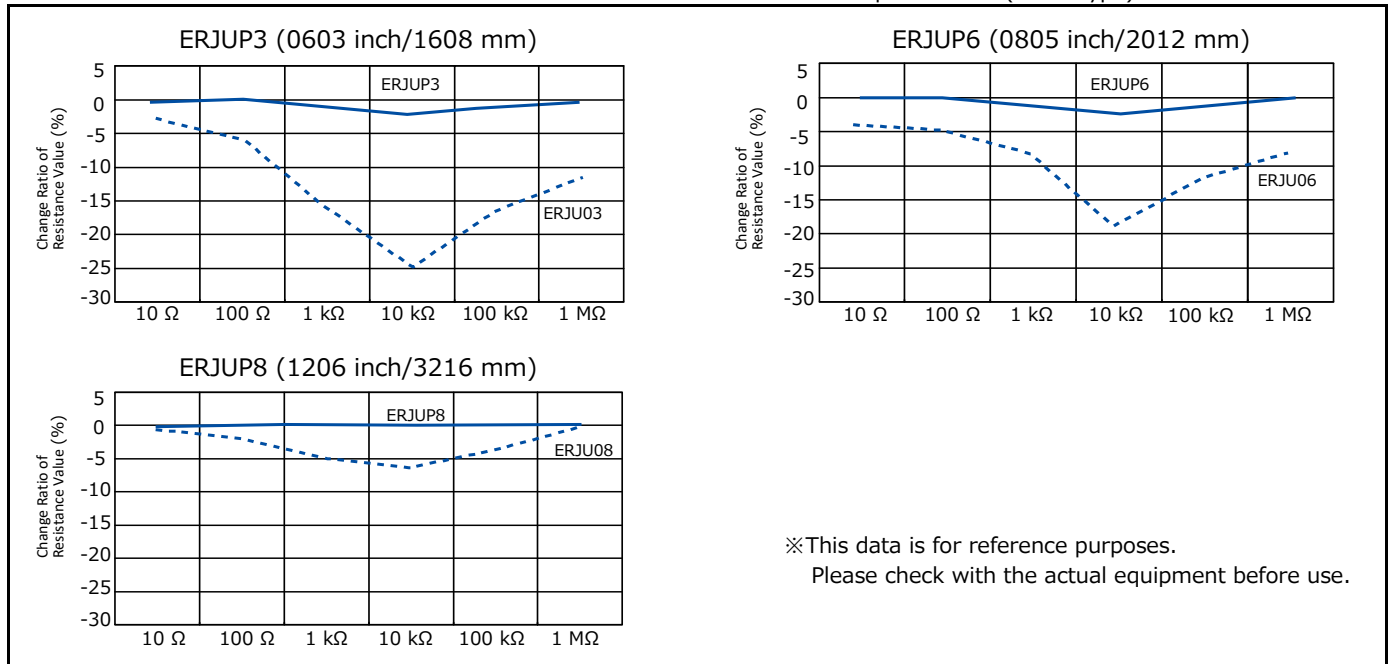 ERJUP3 (0603 inch/1608 mm)
Change Ratio of
Resistance Value (%)
5
0
-5
-10
-15
-20
-25
-30
ERJUP3
ERJU03
10 Ω 100 Ω 1 kΩ 10 kΩ 100 kΩ 1 MΩ
ERJUP6 (0805 inch/2012 mm)
Change Ratio of
Resistance Value (%)
5
0
-5
-10
-15
-20
-25
-30
ERJUP6
ERJU06
10 Ω 100 Ω 1 kΩ 10 kΩ 100 kΩ 1 MΩ
ERJUP8 (1206 inch/3216 mm)
Change Ratio of
Resistance Value (%)
5
0
-5
-10
-15
-20
-25
-30
ERJUP8
ERJU08
10 Ω 100 Ω 1 kΩ 10 kΩ 100 kΩ 1 MΩ
※This data is for reference purposes.
Please check with the actual equipment before use.